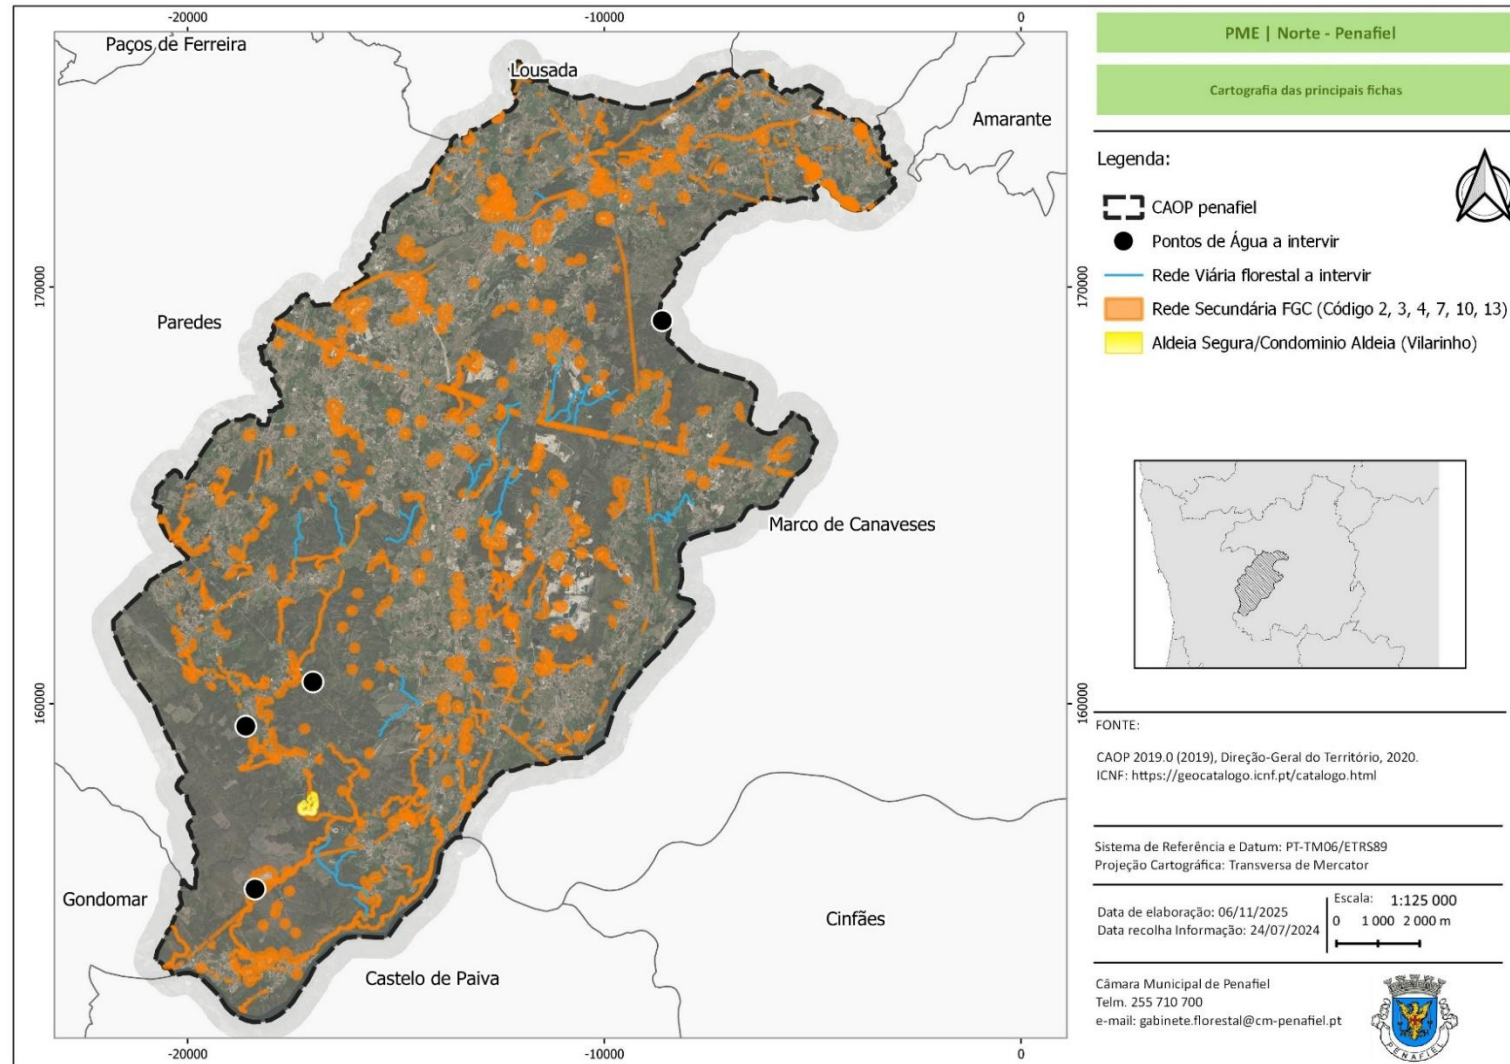 -20000
-10000
0
Paços de Ferreira
Lousada
Amarante
Paredes
Marco de Canaveses
Gondomar
Cinfães
Castelo de Paiva
170000
170000
160000
160000
-20000
-10000
0
PME | Norte - Penafiel
Cartografia das principais fichas
Legenda:
CAOP penafiel
Pontos de Água a intervir
Rede Viária florestal a intervir
Rede Secundária FGC (Código 2, 3, 4, 7, 10, 13)
Aldeia Segura/Condominio Aldeia (Vilarinho)
FONTE:
CAOP 2019.0 (2019), Direção-Geral do Território, 2020.
ICNF: https://geocatalogo.icnf.pt/catalogo.html
Sistema de Referência e Datum: PT-TM06/ETRS89
Projeção Cartográfica: Transversa de Mercator
Data de elaboração: 06/11/2025
Data recolha Informação: 24/07/2024
Escala: 1:125 000
0 1 000 2 000 m
Câmara Municipal de Penafiel
Telm. 255 710 700
e-mail: gabinete.florestal@cm-penafiel.pt
PENAFIEL